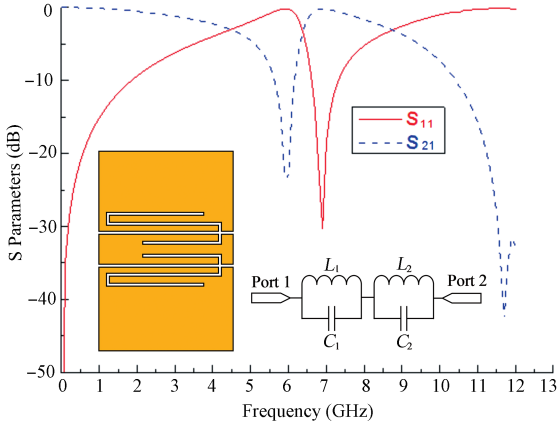 S Parameters (dB)
0
−10
−20
−30
−40
−50
S11
S21
Port 1
L1
L2
Port 2
C1
C2
0 1 2 3 4 5 6 7 8 9 10 11 12 13
Frequency (GHz)